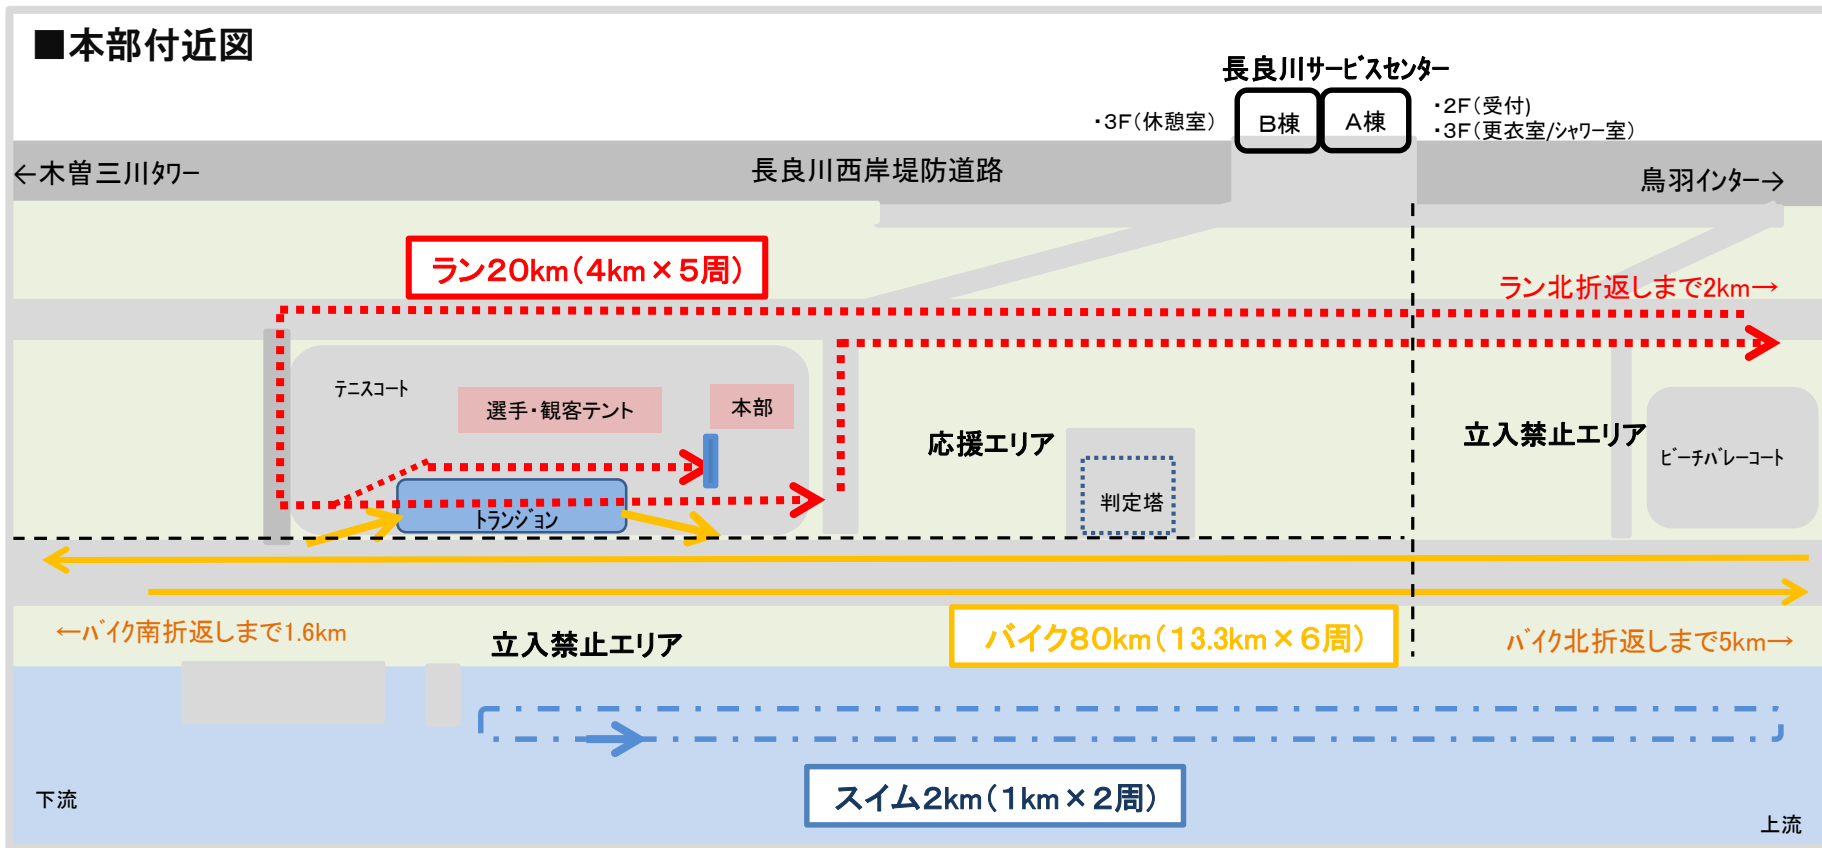 ■本部付近図
長良川サービスセンター
・3F(休憩室)
B棟
A棟
・2F(受付)
・3F(更衣室/シャワー室)
←木曽三川タワー
長良川西岸堤防道路
鳥羽インター→
ラン20km(4km×5周)
ラン北折返しまで2km→
テニスコート
選手・観客テント
本部
応援エリア
立入禁止エリア
ビーチバレーコート
判定塔
トランジョン
←バイク南折返しまで1.6km
立入禁止エリア
バイク80km(13.3km×6周)
バイク北折返しまで5km→
スイム2km(1km×2周)
下流
上流